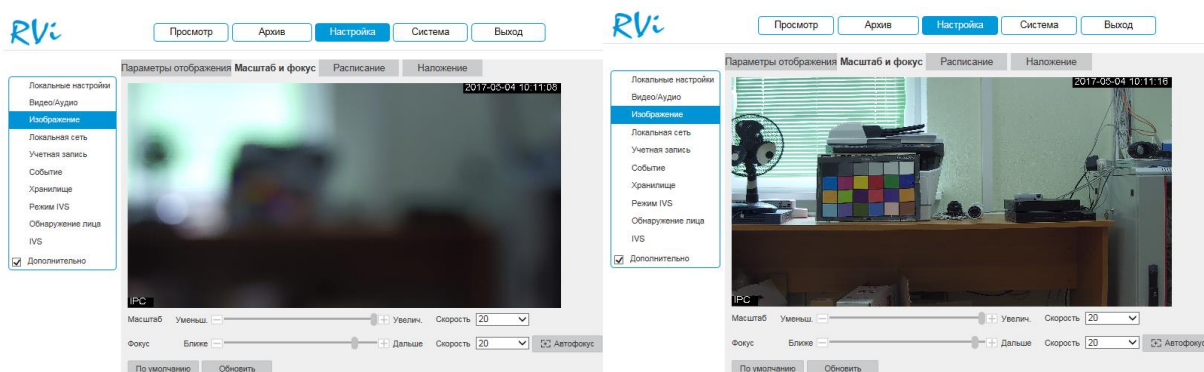 RVi
Просмотр Архив Настройка Система Выход
Параметры отображения Масштаб и фокус Расписание Наложение
Локальные настройки
Видео/Аудио
Изображение
Локальная сеть
Учетная запись
Событие
Хранилище
Режим IVS
Обнаружение лица
IVS
Дополнительно
2017-05-04 10:11:08
IPC
Масштаб Уменьш. Увелич. Скорость 20
Фокус Ближе Дальше Скорость 20 Автофокус
По умолчанию Обновить
RVi
Просмотр Архив Настройка Система Выход
Параметры отображения Масштаб и фокус Расписание Наложение
Локальные настройки
Видео/Аудио
Изображение
Локальная сеть
Учетная запись
Событие
Хранилище
Режим IVS
Обнаружение лица
IVS
Дополнительно
2017-05-04 10:11:16
IPC
Масштаб Уменьш. Увелич. Скорость 20
Фокус Ближе Дальше Скорость 20 Автофокус
По умолчанию Обновить